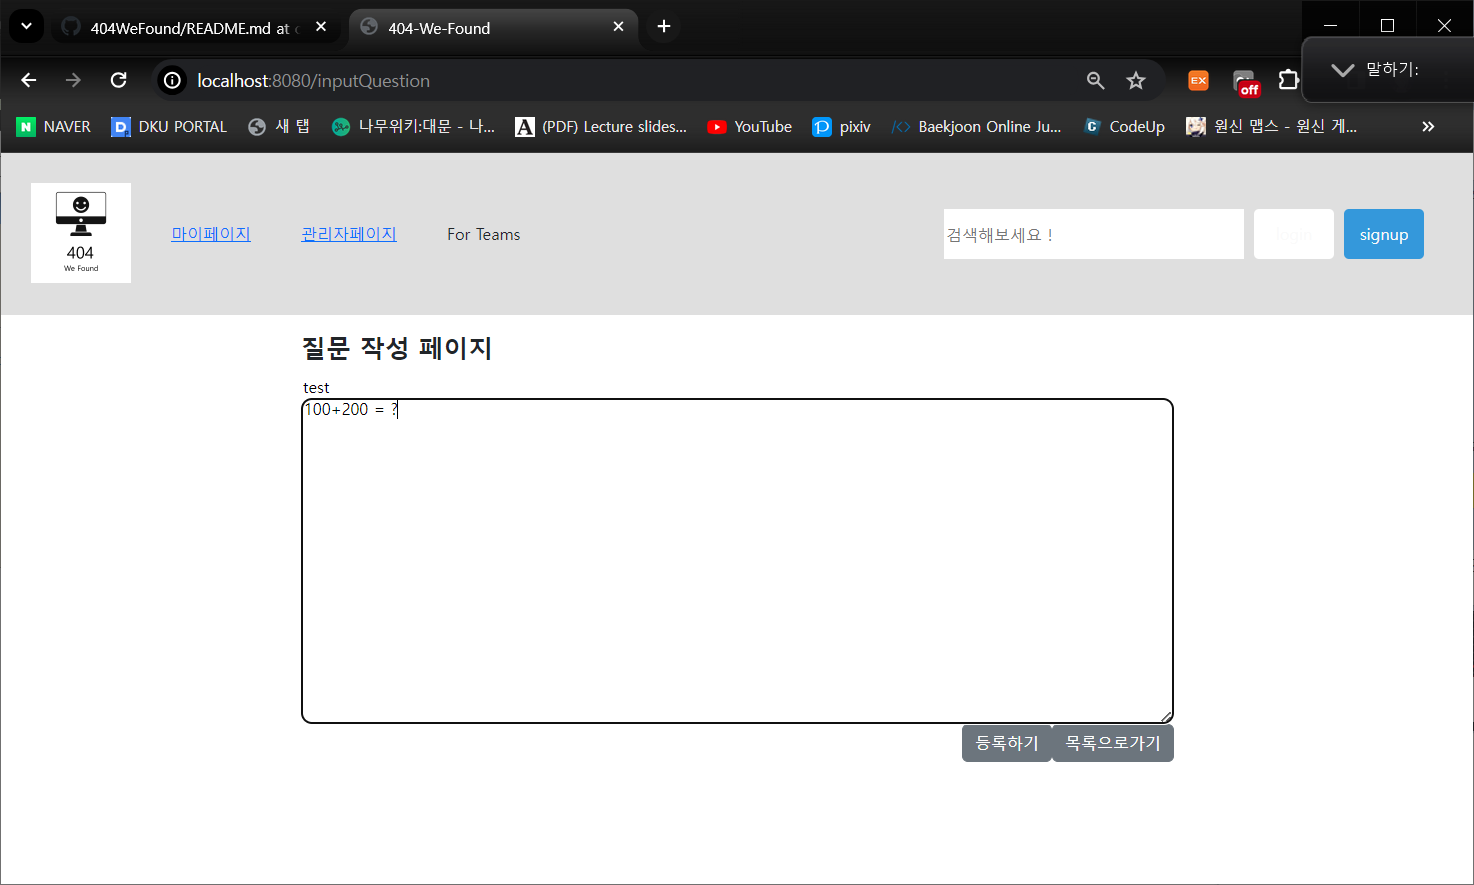 404WeFound/README.md at c
404-We-Found
localhost:8080/inputQuestion
EX
off
말하기:
N NAVER
D DKU PORTAL
새 탭
나무위키:대문 - 나...
A (PDF) Lecture slides...
YouTube
pixiv
</> Baekjoon Online Ju...
C CodeUp
원신 맵스 - 원신 게...
404
We Found
마이페이지
관리자페이지
For Teams
검색해보세요 !
login
signup
질문 작성 페이지
test
100+200 = ?
등록하기
목록으로가기